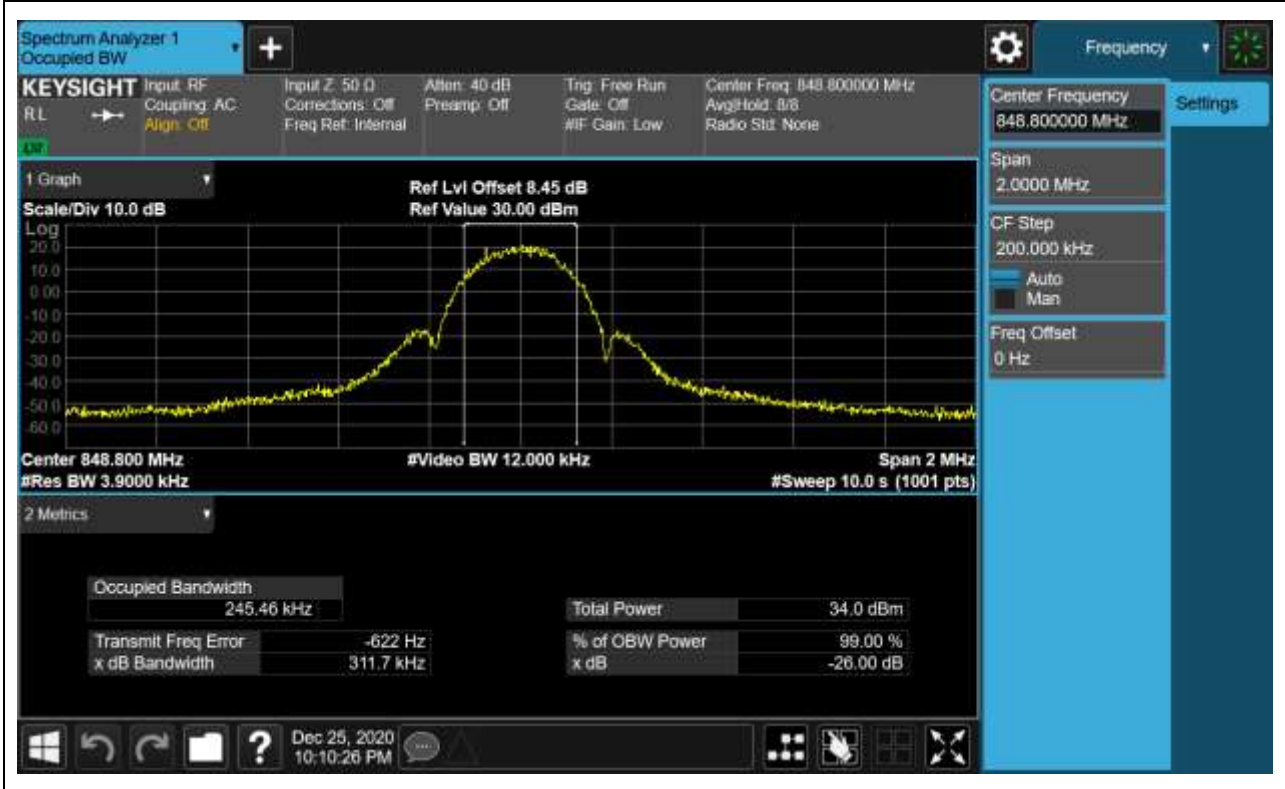 Spectrum Analyzer 1
Occupied BW
+
Frequency
KEYSIGHT
RL
Input: RF
Coupling: AC
Align: Off
Input Z: 50 Ω
Corrections: Off
Freq Ref: Internal
Atten: 40 dB
Preamp: Off
Trig: Free Run
Gate: Off
#IF Gain: Low
Center Freq: 848.800000 MHz
Avg|Hold: 8/8
Radio Std: None
Center Frequency
848.800000 MHz
Settings
Span
2.0000 MHz
CF Step
200.000 kHz
Auto
Man
Freq Offset
0 Hz
1 Graph
Scale/Div 10.0 dB
Ref Lvl Offset 8.45 dB
Ref Value 30.00 dBm
Log
20.0
10.0
0.00
-10.0
-20.0
-30.0
-40.0
-50.0
-60.0
Center 848.800 MHz
#Video BW 12.000 kHz
Span 2 MHz
#Res BW 3.9000 kHz
#Sweep 10.0 s (1001 pts)
2 Metrics
Occupied Bandwidth
245.46 kHz
Total Power 34.0 dBm
Transmit Freq Error -622 Hz
% of OBW Power 99.00 %
x dB Bandwidth 311.7 kHz
x dB -26.00 dB
?
Dec 25, 2020
10:10:26 PM